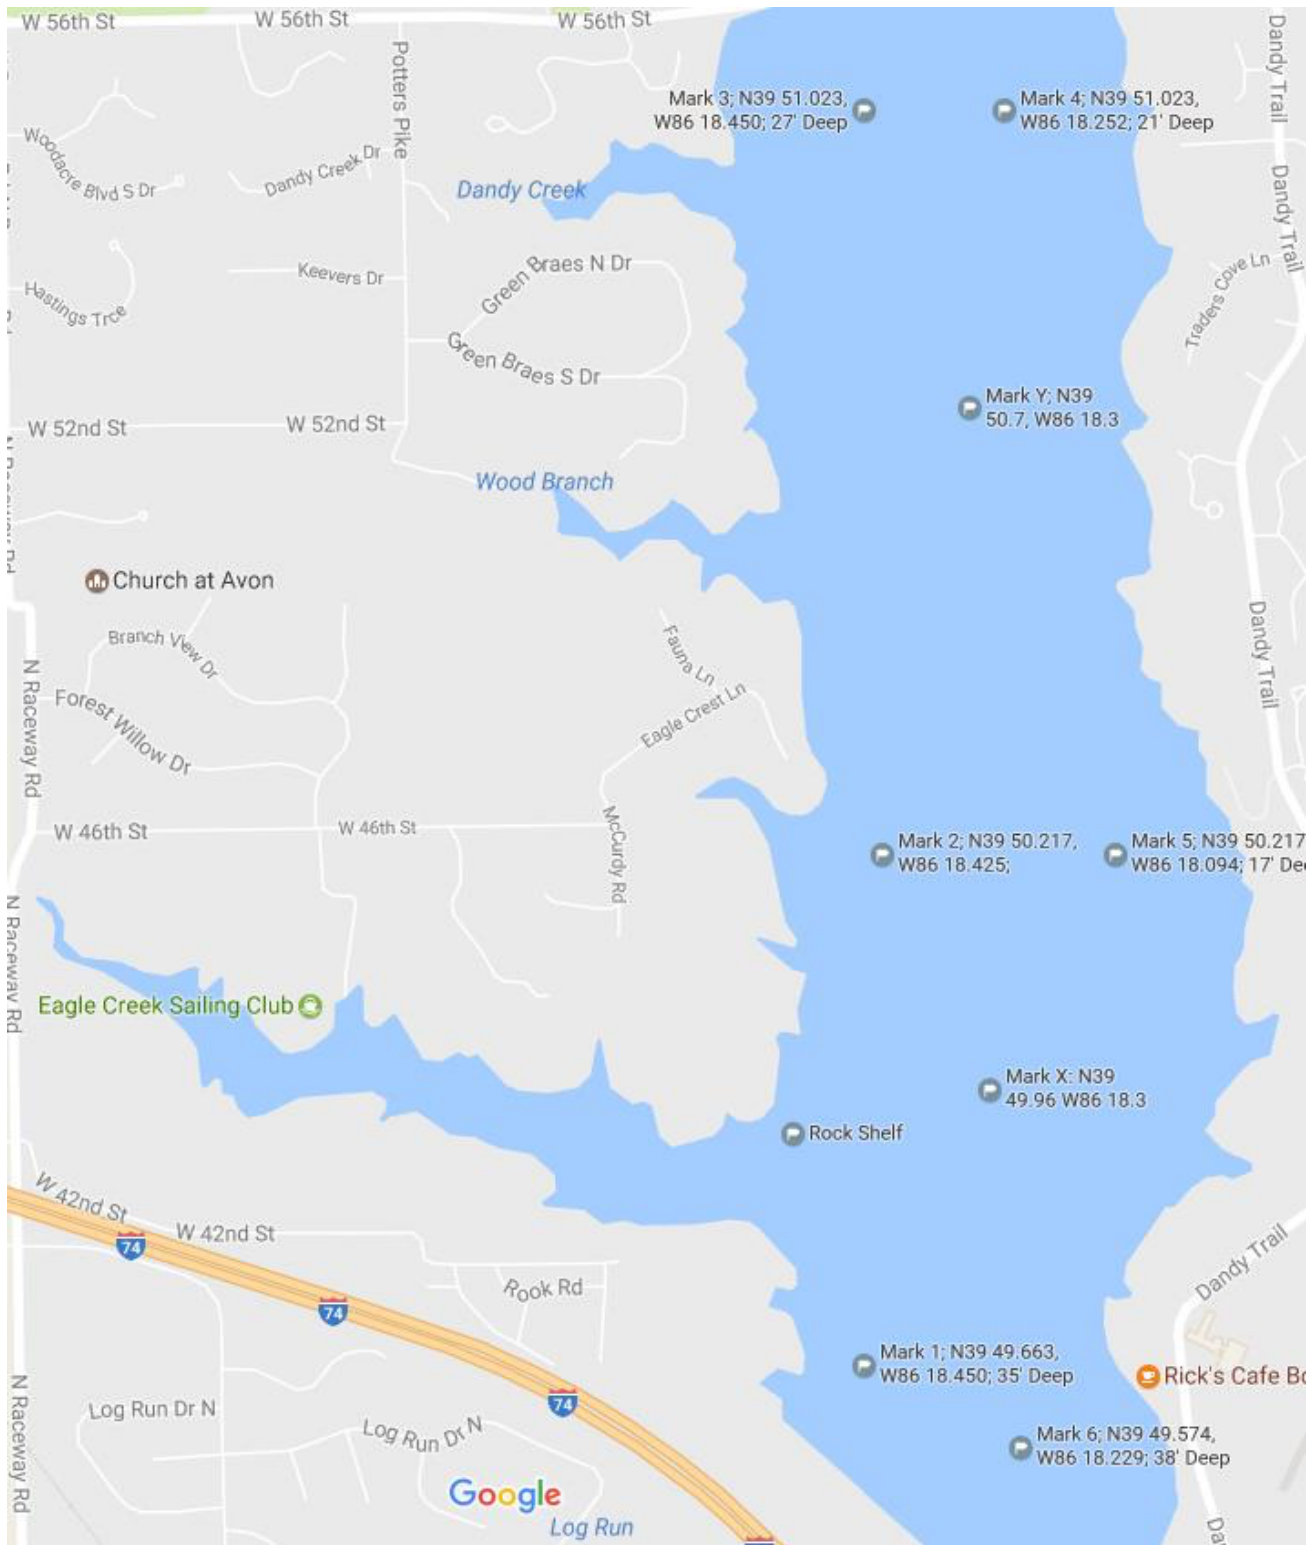 W 56th St
W 56th St
W 56th St
Dandy Trail
Potters Pike
Mark 3; N39 51.023,
W86 18.450; 27' Deep
Mark 4; N39 51.023,
W86 18.252; 21' Deep
Woodacre Blvd S Dr
Dandy Creek Dr
Dandy Creek
Dandy Trail
Green Braes N Dr
Keevers Dr
Hastings Trce
Traders Cove Ln
Green Braes S Dr
Mark Y; N39
50.7, W86 18.3
W 52nd St
W 52nd St
Wood Branch
N Raceway Rd
Church at Avon
Branch View Dr
Fauna Ln
Dandy Trail
N Raceway Rd
Forest Willow Dr
Eagle Crest Ln
W 46th St
W 46th St
McCurdy Rd
Mark 2; N39 50.217,
W86 18.425;
Mark 5; N39 50.217
W86 18.094; 17' Dee
N Raceway Rd
Eagle Creek Sailing Club
Mark X: N39
49.96 W86 18.3
Rock Shelf
W 42nd St
W 42nd St
74
74
Rook Rd
Dandy Trail
Mark 1; N39 49.663,
W86 18.450; 35' Deep
Rick's Cafe Bo
N Raceway Rd
74
Log Run Dr N
Log Run Dr N
Mark 6; N39 49.574,
W86 18.229; 38' Deep
Google
Log Run
Da